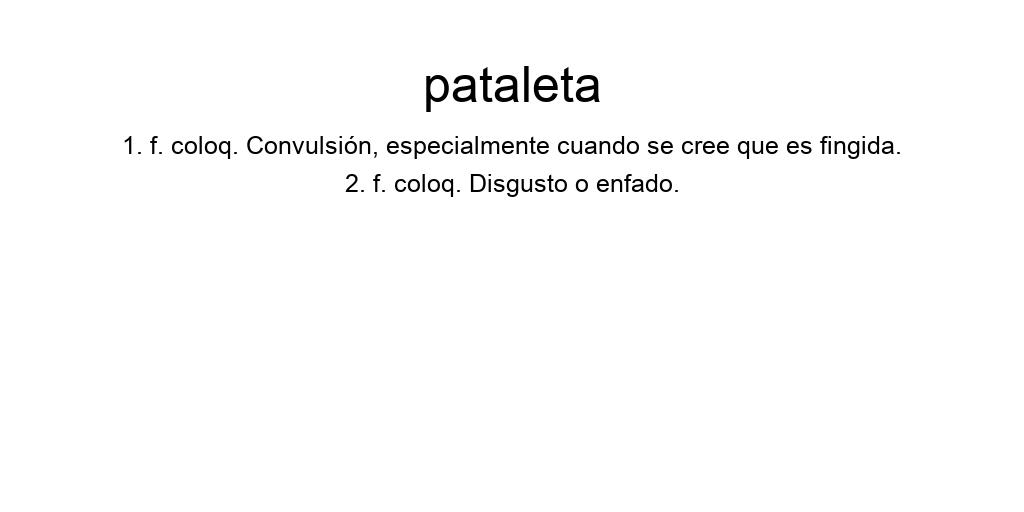 pataleta
1. f. coloq. Convulsión, especialmente cuando se cree que es fingida.
2. f. coloq. Disgusto o enfado.